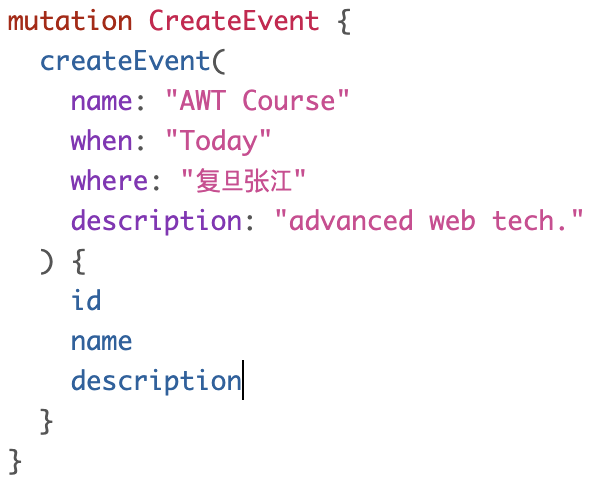 mutation CreateEvent {
  createEvent(
    name: "AWT Course"
    when: "Today"
    where: "复旦张江"
    description: "advanced web tech."
  ) {
    id
    name
    description
  }
}